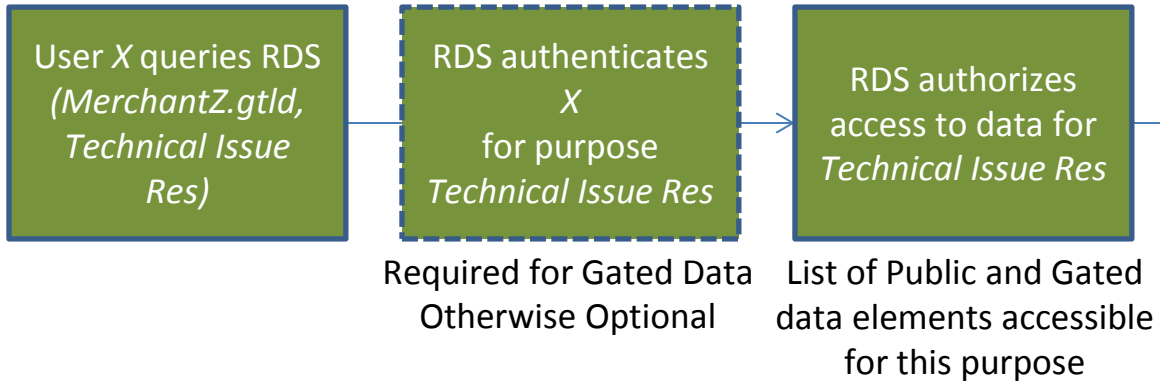 User X queries RDS
(MerchantZ.gtld,
Technical Issue
Res)
RDS authenticates
X
for purpose
Technical Issue Res
RDS authorizes
access to data for
Technical Issue Res
Required for Gated Data
Otherwise Optional
List of Public and Gated
data elements accessible
for this purpose